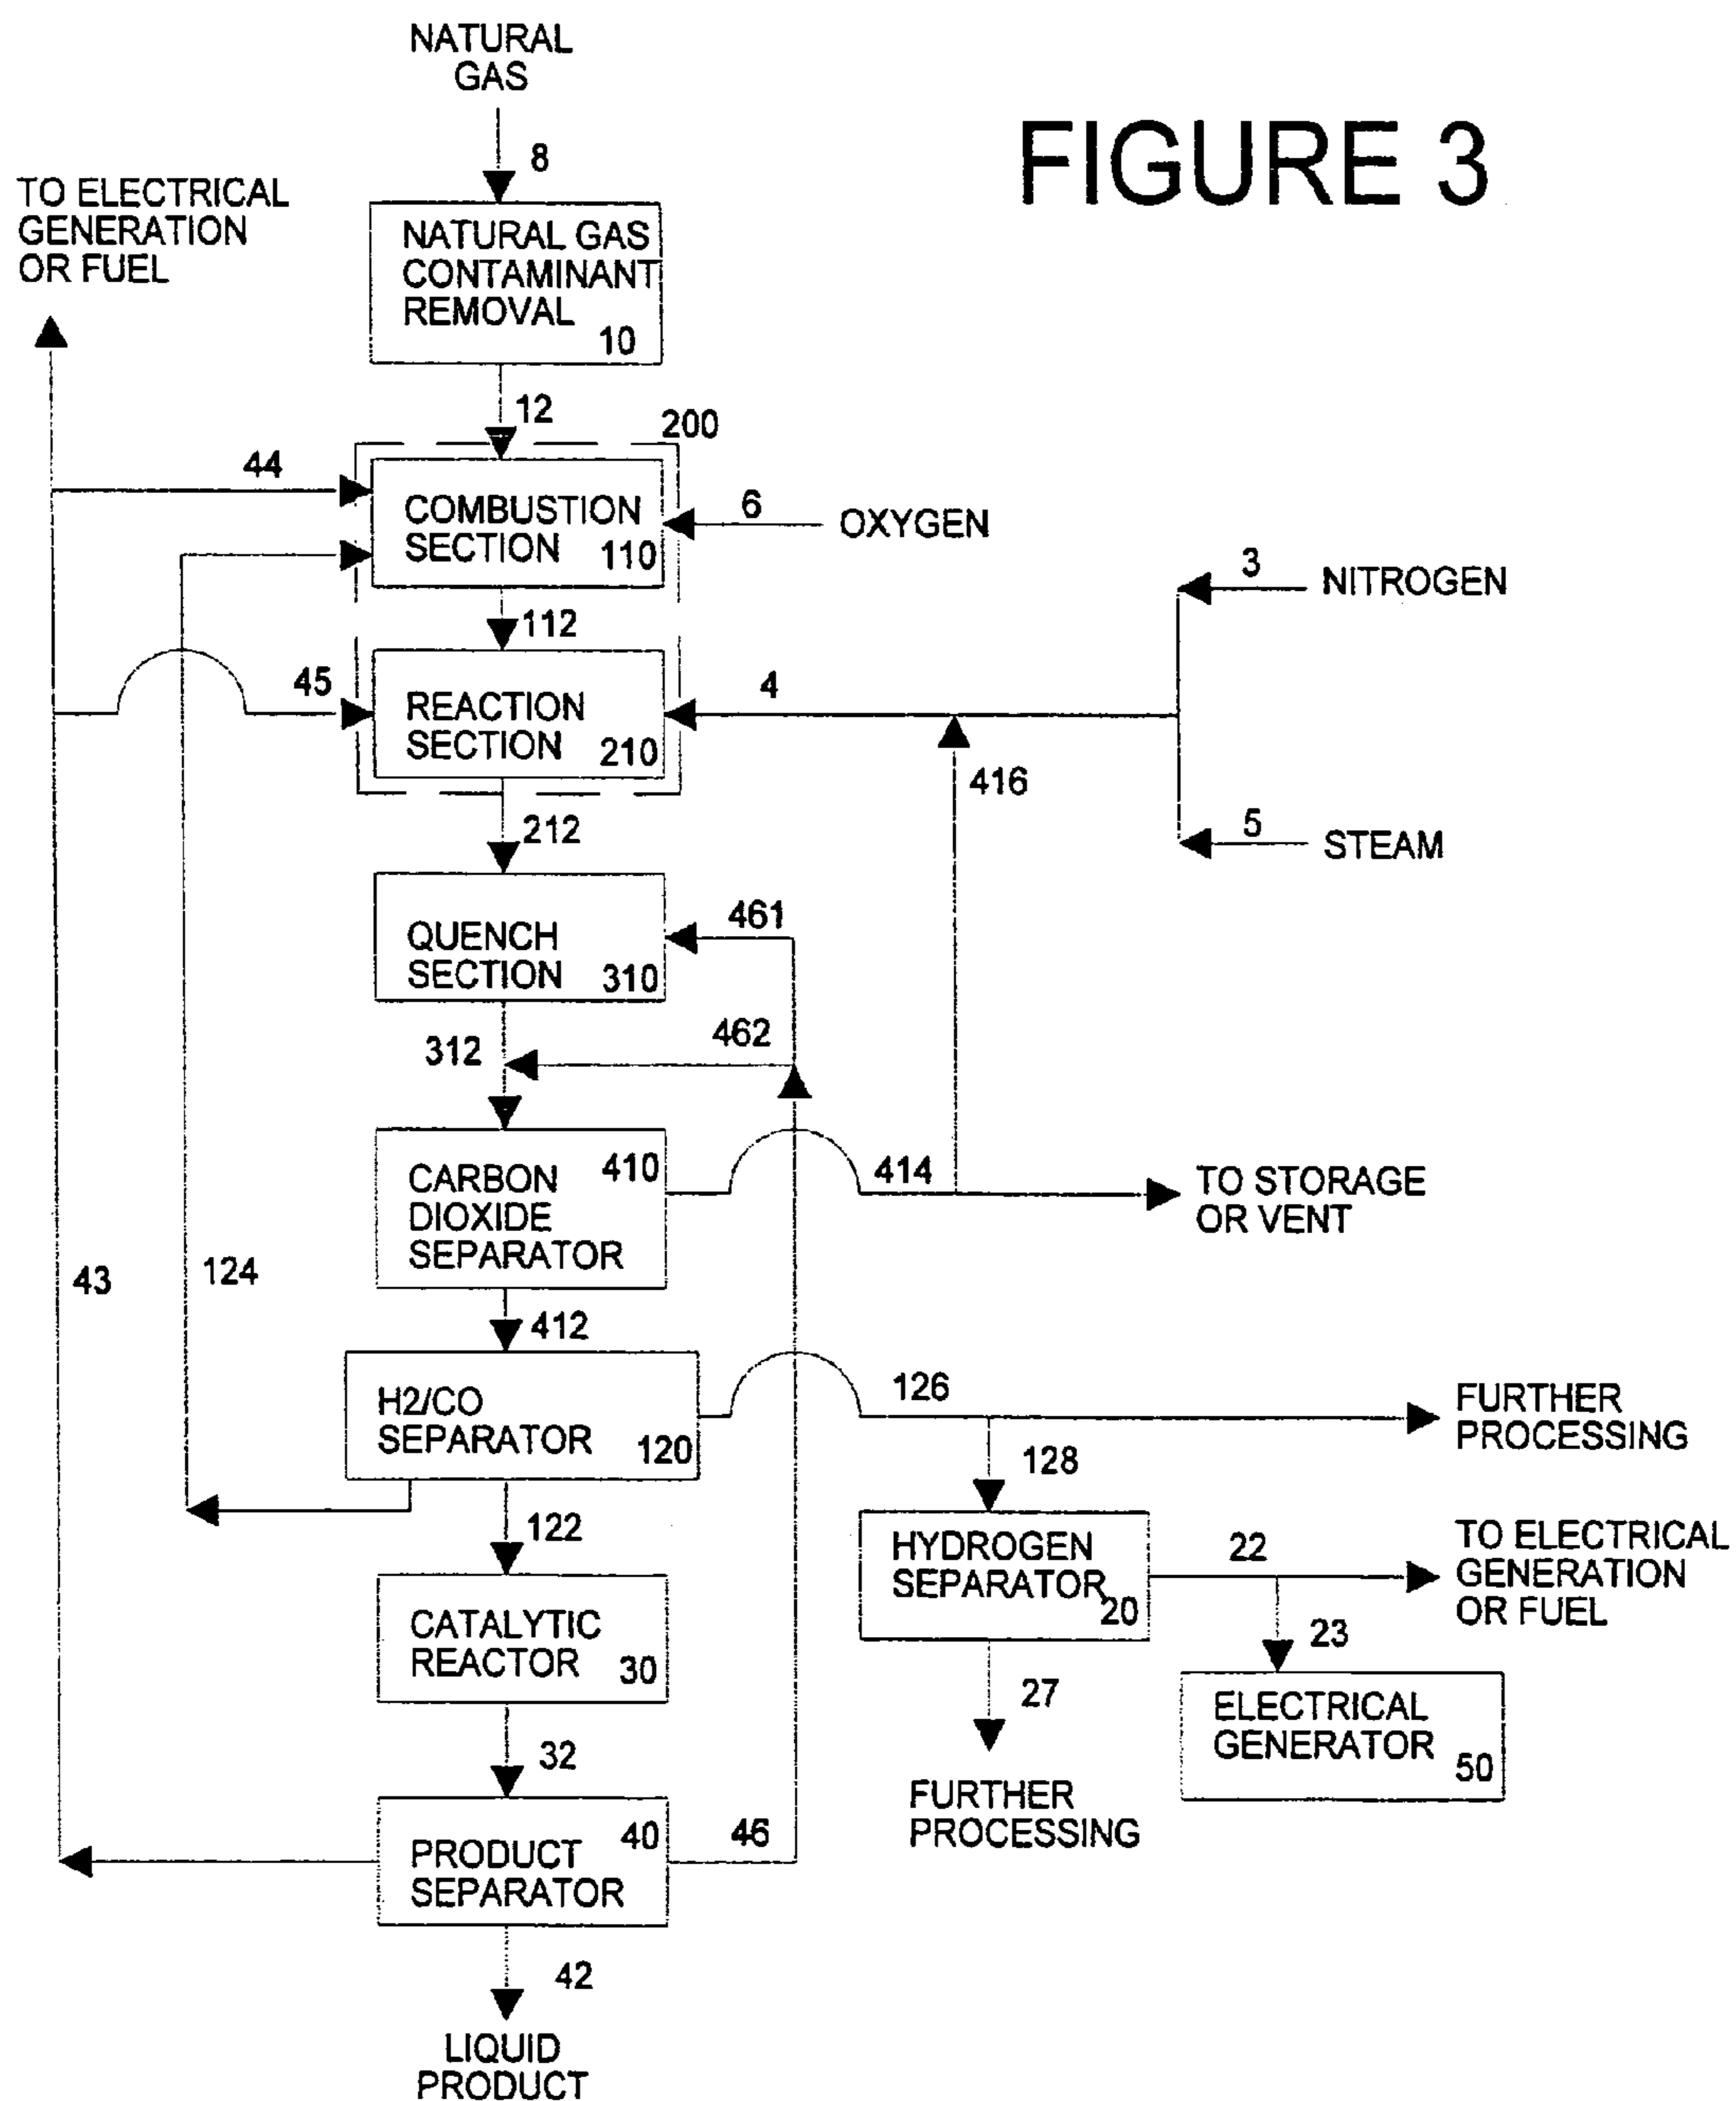 NATURAL
GAS
FIGURE 3
8
TO ELECTRICAL
GENERATION
OR FUEL
NATURAL GAS
CONTAMINANT
REMOVAL
10
12
200
44
COMBUSTION
SECTION
110
6
OXYGEN
3
NITROGEN
112
45
REACTION
SECTION
210
4
416
212
5
STEAM
QUENCH
SECTION
310
461
312
462
CARBON
DIOXIDE
SEPARATOR
410
414
TO STORAGE
OR VENT
43
124
412
H2/CO
SEPARATOR
120
126
FURTHER
PROCESSING
128
122
HYDROGEN
SEPARATOR
20
22
TO ELECTRICAL
GENERATION
OR FUEL
CATALYTIC
REACTOR
30
23
27
ELECTRICAL
GENERATOR
50
32
FURTHER
PROCESSING
PRODUCT
SEPARATOR
40
46
42
LIQUID
PRODUCT